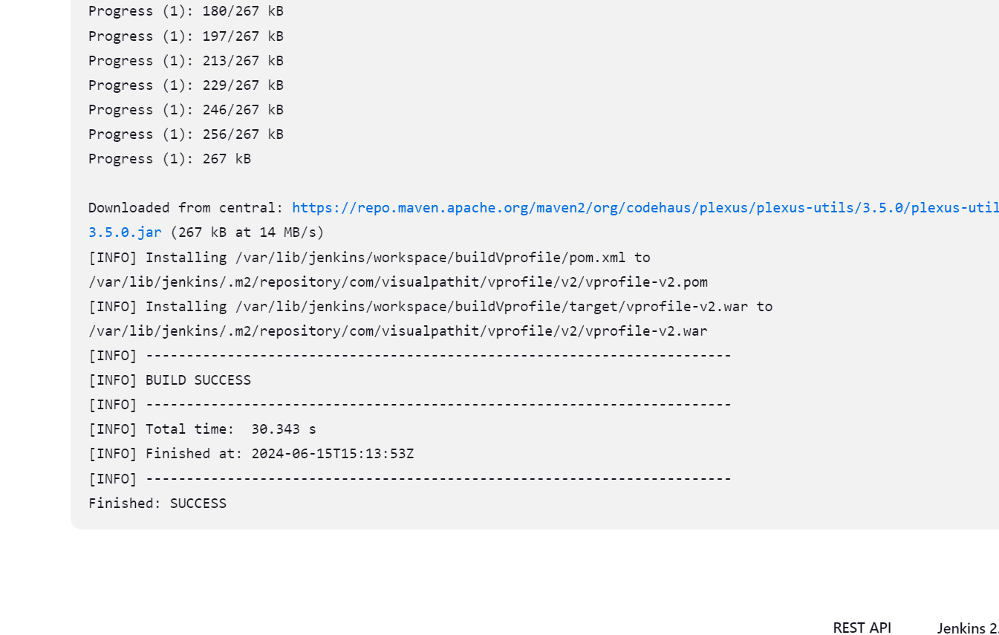 Progress (1): 180/267 kB
Progress (1): 197/267 kB
Progress (1): 213/267 kB
Progress (1): 229/267 kB
Progress (1): 246/267 kB
Progress (1): 256/267 kB
Progress (1): 267 kB
Downloaded from central: https://repo.maven.apache.org/maven2/org/codehaus/plexus/plexus-utils/3.5.0/plexus-util
3.5.0.jar (267 kB at 14 MB/s)
[INFO] Installing /var/lib/jenkins/workspace/buildVprofile/pom.xml to
/var/lib/jenkins/.m2/repository/com/visualpathit/vprofile/v2/vprofile-v2.pom
[INFO] Installing /var/lib/jenkins/workspace/buildVprofile/target/vprofile-v2.war to
/var/lib/jenkins/.m2/repository/com/visualpathit/vprofile/v2/vprofile-v2.war
[INFO] ------------------------------------------------------------------------
[INFO] BUILD SUCCESS
[INFO] ------------------------------------------------------------------------
[INFO] Total time:  30.343 s
[INFO] Finished at: 2024-06-15T15:13:53Z
[INFO] ------------------------------------------------------------------------
Finished: SUCCESS
REST API Jenkins 2.